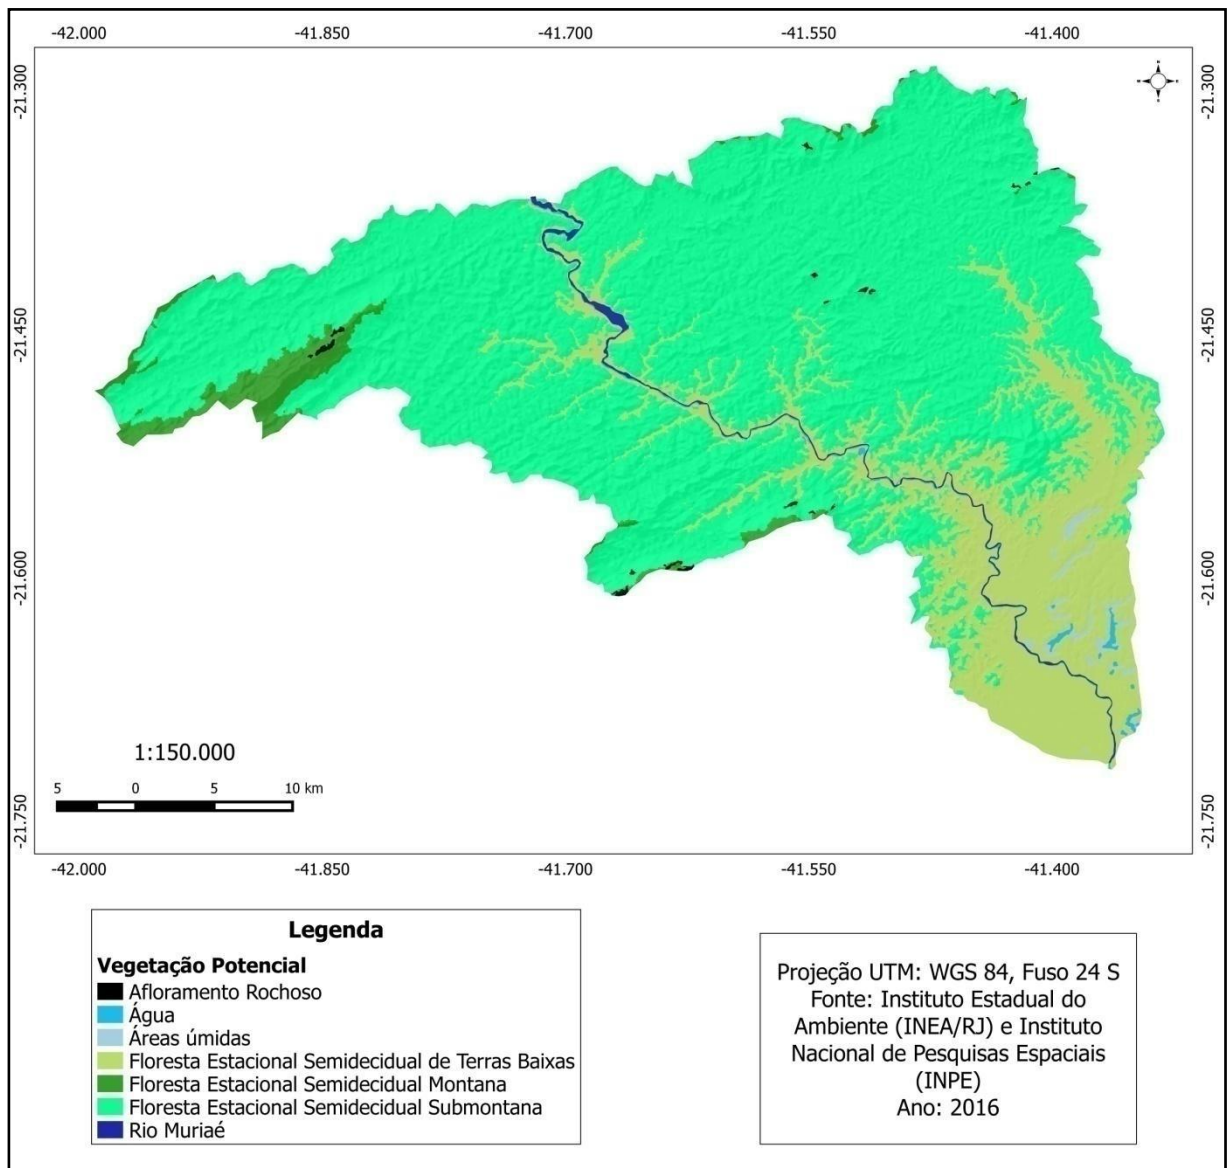 -42.000 -41.850 -41.700 -41.550 -41.400
-21.300 -21.300
-21.450 -21.450
-21.600 -21.600
-21.750 -21.750
1:150.000
5 0 5 10 km
-42.000 -41.850 -41.700 -41.550 -41.400
Legenda
Vegetação Potencial
Afloramento Rochoso
Água
Áreas úmidas
Floresta Estacional Semidecidual de Terras Baixas
Floresta Estacional Semidecidual Montana
Floresta Estacional Semidecidual Submontana
Rio Muriaé
Projeção UTM: WGS 84, Fuso 24 S
Fonte: Instituto Estadual do
Ambiente (INEA/RJ) e Instituto
Nacional de Pesquisas Espaciais
(INPE)
Ano: 2016